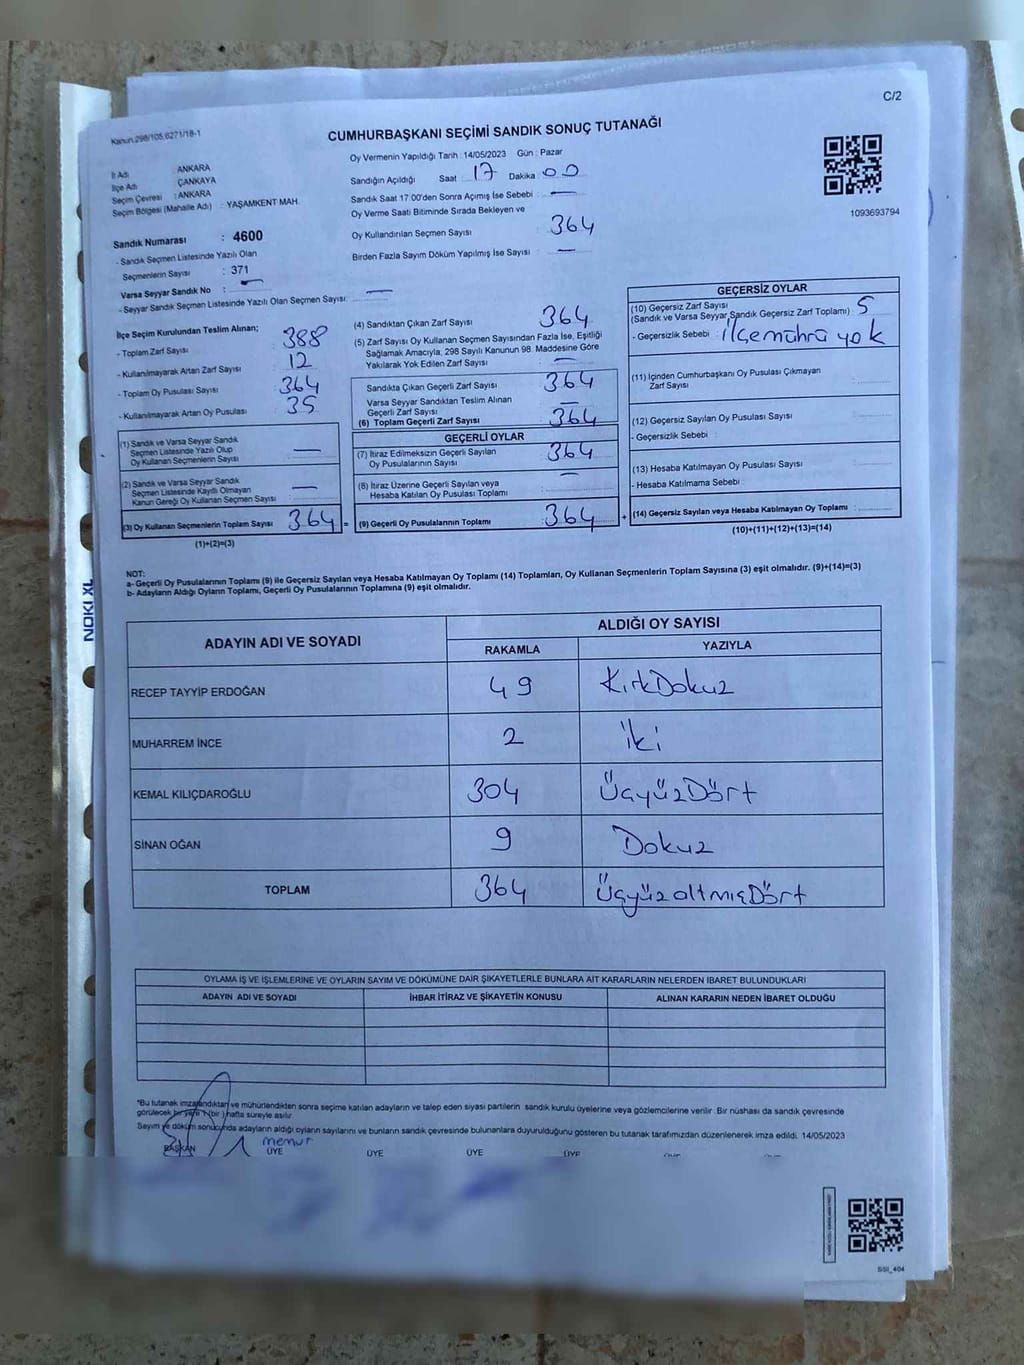 C/2
Kanun.298/105,6271/18-1
CUMHURBAŞKANI SEÇİMİ SANDIK SONUÇ TUTANAĞI
İl Adı : ANKARA
İlçe Adı : ÇANKAYA
Seçim Çevresi : ANKARA
Seçim Bölgesi (Mahalle Adı) : YAŞAMKENT MAH.
Sandık Numarası : 4600
- Sandık Seçmen Listesinde Yazılı Olan
Seçmenlerin Sayısı : 371
Varsa Seyyar Sandık No : —
- Seyyar Sandık Seçmen Listesinde Yazılı Olan Seçmen Sayısı: —
Oy Vermenin Yapıldığı Tarih : 14/05/2023 Gün : Pazar
Sandığın Açıldığı Saat 17 Dakika 00
Sandık Saat 17.00'den Sonra Açımış İse Sebebi : —
Oy Verme Saati Bitiminde Sırada Bekleyen ve
Oy Kullandırılan Seçmen Sayısı : 364
Birden Fazla Sayım Döküm Yapılmış İse Sayısı : —
1093693794
İlçe Seçim Kurulundan Teslim Alınan;
- Toplam Zarf Sayısı : 388
- Kullanılmayarak Artan Zarf Sayısı : 12
- Toplam Oy Pusulası Sayısı : 364
- Kullanılmayarak Artan Oy Pusulası : 35
(1) Sandık ve Varsa Seyyar Sandık
Seçmen Listesinde Yazılı Olup
Oy Kullanan Seçmenlerin Sayısı : —
(2) Sandık ve Varsa Seyyar Sandık
Seçmen Listesinde Kayıtlı Olmayan
Kanun Gereği Oy Kullanan Seçmen Sayısı : —
(3) Oy Kullanan Seçmenlerin Toplam Sayısı : 364 =
(1)+(2)=(3)
(4) Sandıktan Çıkan Zarf Sayısı : 364
(5) Zarf Sayısı Oy Kullanan Seçmen Sayısından Fazla İse, Eşitliği
Sağlamak Amacıyla, 298 Sayılı Kanunun 98. Maddesine Göre
Yakılarak Yok Edilen Zarf Sayısı : —
Sandıkta Çıkan Geçerli Zarf Sayısı : 364
Varsa Seyyar Sandıktan Teslim Alınan
Geçerli Zarf Sayısı : —
(6) Toplam Geçerli Zarf Sayısı : 364
GEÇERLİ OYLAR
(7) İtiraz Edilmeksizin Geçerli Sayılan
Oy Pusulalarının Sayısı : 364
(8) İtiraz Üzerine Geçerli Sayılan veya
Hesaba Katılan Oy Pusulası Toplamı : —
(9) Geçerli Oy Pusulalarının Toplamı : 364 +
GEÇERSİZ OYLAR
(10) Geçersiz Zarf Sayısı
(Sandık ve Varsa Seyyar Sandık Geçersiz Zarf Toplamı) : 5
- Geçersizlik Sebebi : ilçe mührü yok
(11) İçinden Cumhurbaşkanı Oy Pusulası Çıkmayan
Zarf Sayısı :
(12) Geçersiz Sayılan Oy Pusulası Sayısı :
- Geçersizlik Sebebi :
(13) Hesaba Katılmayan Oy Pusulası Sayısı :
- Hesaba Katılmama Sebebi :
(14) Geçersiz Sayılan veya Hesaba Katılmayan Oy Toplamı :
(10)+(11)+(12)+(13)=(14)
NOT:
a- Geçerli Oy Pusulalarının Toplamı (9) ile Geçersiz Sayılan veya Hesaba Katılmayan Oy Toplamı (14) Toplamları, Oy Kullanan Seçmenlerin Toplam Sayısına (3) eşit olmalıdır. (9)+(14)=(3)
b- Adayların Aldığı Oyların Toplamı, Geçerli Oy Pusulalarının Toplamına (9) eşit olmalıdır.
NOKI XL
ADAYIN ADI VE SOYADI
ALDIĞI OY SAYISI
RAKAMLA YAZIYLA
RECEP TAYYİP ERDOĞAN 49 KırkDokuz
MUHARREM İNCE 2 iki
KEMAL KILIÇDAROĞLU 304 ÜçyüzDört
SİNAN OĞAN 9 Dokuz
TOPLAM 364 ÜçyüzaltmışDört
OYLAMA İŞ VE İŞLEMLERİNE VE OYLARIN SAYIM VE DÖKÜMÜNE DAİR ŞİKAYETLERLE BUNLARA AİT KARARLARIN NELERDEN İBARET BULUNDUKLARI
ADAYIN ADI VE SOYADI İHBAR İTİRAZ VE ŞİKAYETİN KONUSU ALINAN KARARIN NEDEN İBARET OLDUĞU
*Bu tutanak imzalandıktan ve mühürlendikten sonra seçime katılan adayların ve talep eden siyasi partilerin sandık kurulu üyelerine veya gözlemcilerine verilir .Bir nüshası da sandık çevresinde
görülecek bir yere 1 (bir ) hafta süreyle asılır.
Sayım ve döküm sonucunda adayların aldığı oyların sayılarını ve bunların sandık çevresinde bulunanlara duyurulduğunu gösteren bu tutanak tarafımızdan düzenlenerek imza edildi. 14/05/2023
memur
BAŞKAN ÜYE ÜYE ÜYE ÜYE
SSI_404